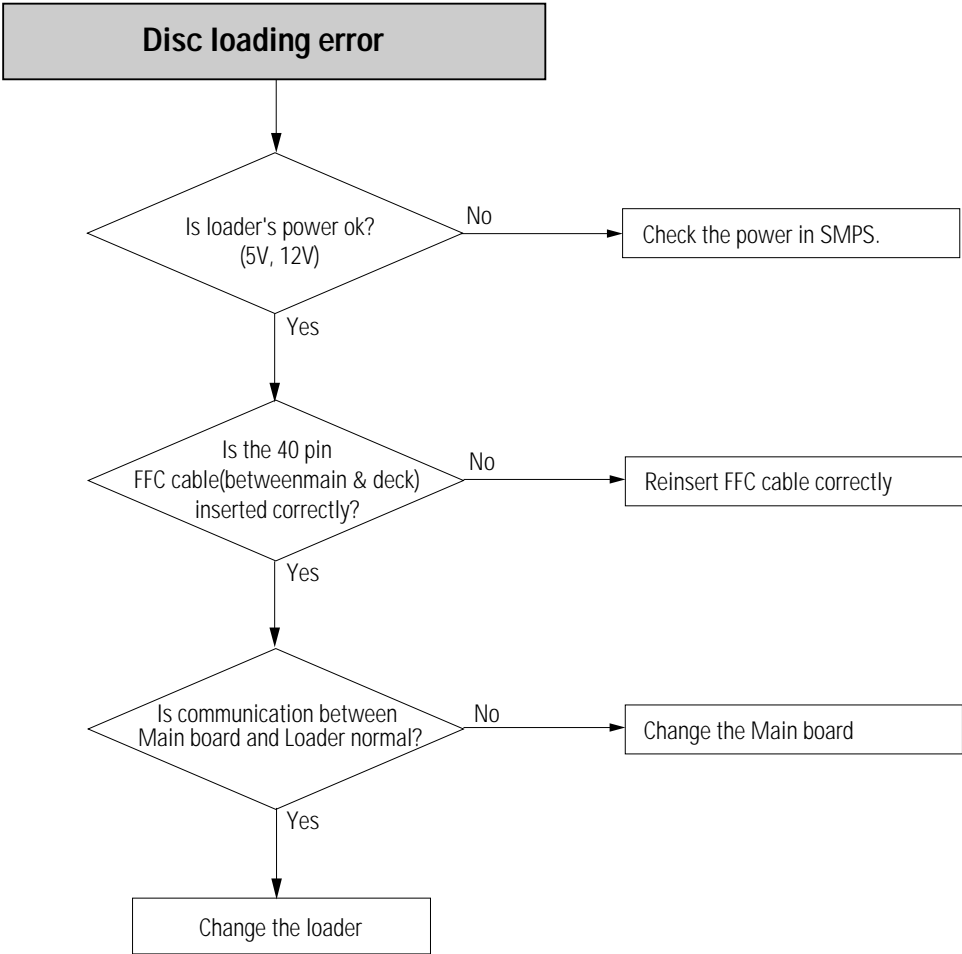 Disc loading error
Is loader's power ok?
(5V, 12V)
No
Check the power in SMPS.
Yes
Is the 40 pin
FFC cable(betweenmain & deck)
inserted correctly?
No
Reinsert FFC cable correctly
Yes
Is communication between
Main board and Loader normal?
No
Change the Main board
Yes
Change the loader